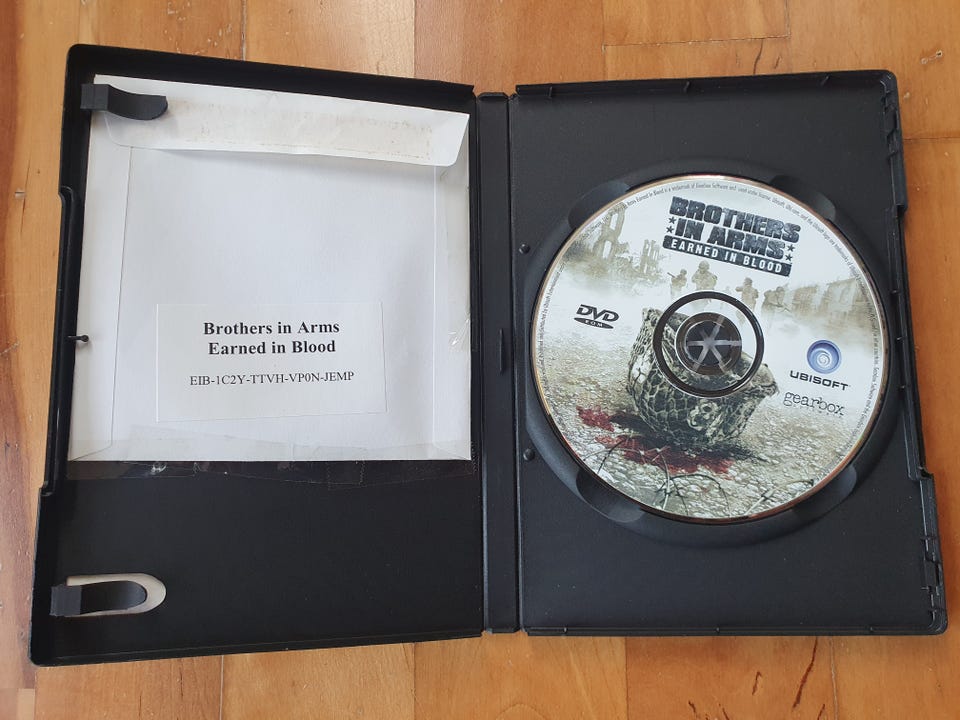 Brothers in Arms
Earned in Blood
EIB-1C2Y-TTVH-VP0N-JEMP
BROTHERS
IN ARMS
EARNED IN BLOOD
DVD
ROM
UBISOFT
gearbox